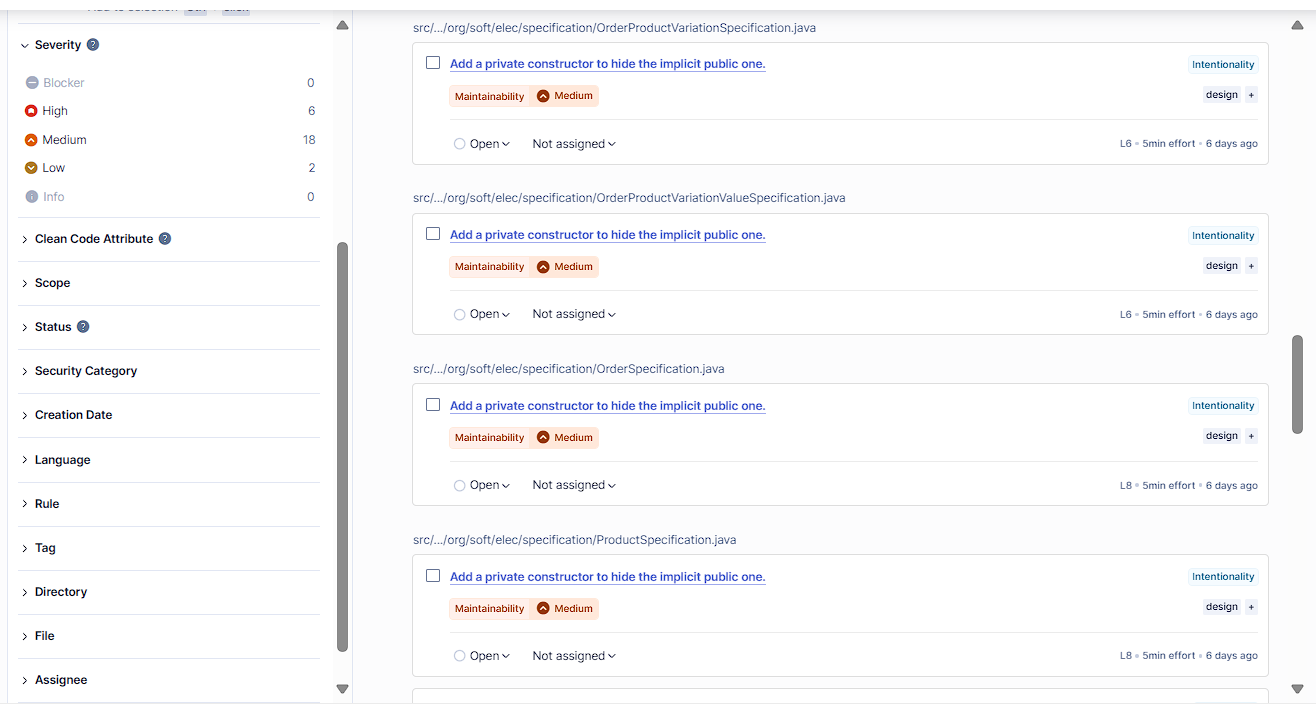 Add to selection Ctrl + click
Severity ?
Blocker 0
High 6
Medium 18
Low 2
Info 0
Clean Code Attribute ?
Scope
Status ?
Security Category
Creation Date
Language
Rule
Tag
Directory
File
Assignee
src/.../org/soft/elec/specification/OrderProductVariationSpecification.java
Add a private constructor to hide the implicit public one.
Intentionality
Maintainability Medium
design +
Open Not assigned
L6 • 5min effort • 6 days ago
src/.../org/soft/elec/specification/OrderProductVariationValueSpecification.java
Add a private constructor to hide the implicit public one.
Intentionality
Maintainability Medium
design +
Open Not assigned
L6 • 5min effort • 6 days ago
src/.../org/soft/elec/specification/OrderSpecification.java
Add a private constructor to hide the implicit public one.
Intentionality
Maintainability Medium
design +
Open Not assigned
L8 • 5min effort • 6 days ago
src/.../org/soft/elec/specification/ProductSpecification.java
Add a private constructor to hide the implicit public one.
Intentionality
Maintainability Medium
design +
Open Not assigned
L8 • 5min effort • 6 days ago